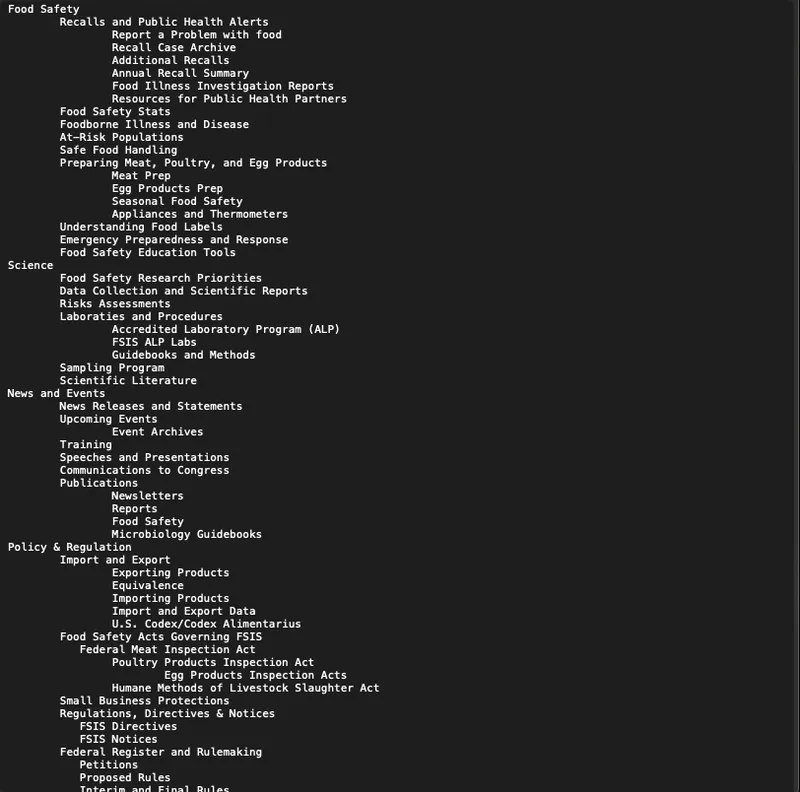 Food Safety
Recalls and Public Health Alerts
Report a Problem with food
Recall Case Archive
Additional Recalls
Annual Recall Summary
Food Illness Investigation Reports
Resources for Public Health Partners
Food Safety Stats
Foodborne Illness and Disease
At–Risk Populations
Safe Food Handling
Preparing Meat, Poultry, and Egg Products
Meat Prep
Egg Products Prep
Seasonal Food Safety
Appliances and Thermometers
Understanding Food Labels
Emergency Preparedness and Response
Food Safety Education Tools
Science
Food Safety Research Priorities
Data Collection and Scientific Reports
Risks Assessments
Laboraties and Procedures
Accredited Laboratory Program (ALP)
FSIS ALP Labs
Guidebooks and Methods
Sampling Program
Scientific Literature
News and Events
News Releases and Statements
Upcoming Events
Event Archives
Training
Speeches and Presentations
Communications to Congress
Publications
Newsletters
Reports
Food Safety
Microbiology Guidebooks
Policy & Regulation
Import and Export
Exporting Products
Equivalence
Importing Products
Import and Export Data
U.S. Codex/Codex Alimentarius
Food Safety Acts Governing FSIS
Federal Meat Inspection Act
Poultry Products Inspection Act
Egg Products Inspection Acts
Humane Methods of Livestock Slaughter Act
Small Business Protections
Regulations, Directives & Notices
FSIS Directives
FSIS Notices
Federal Register and Rulemaking
Petitions
Proposed Rules
Interim and Final Rules